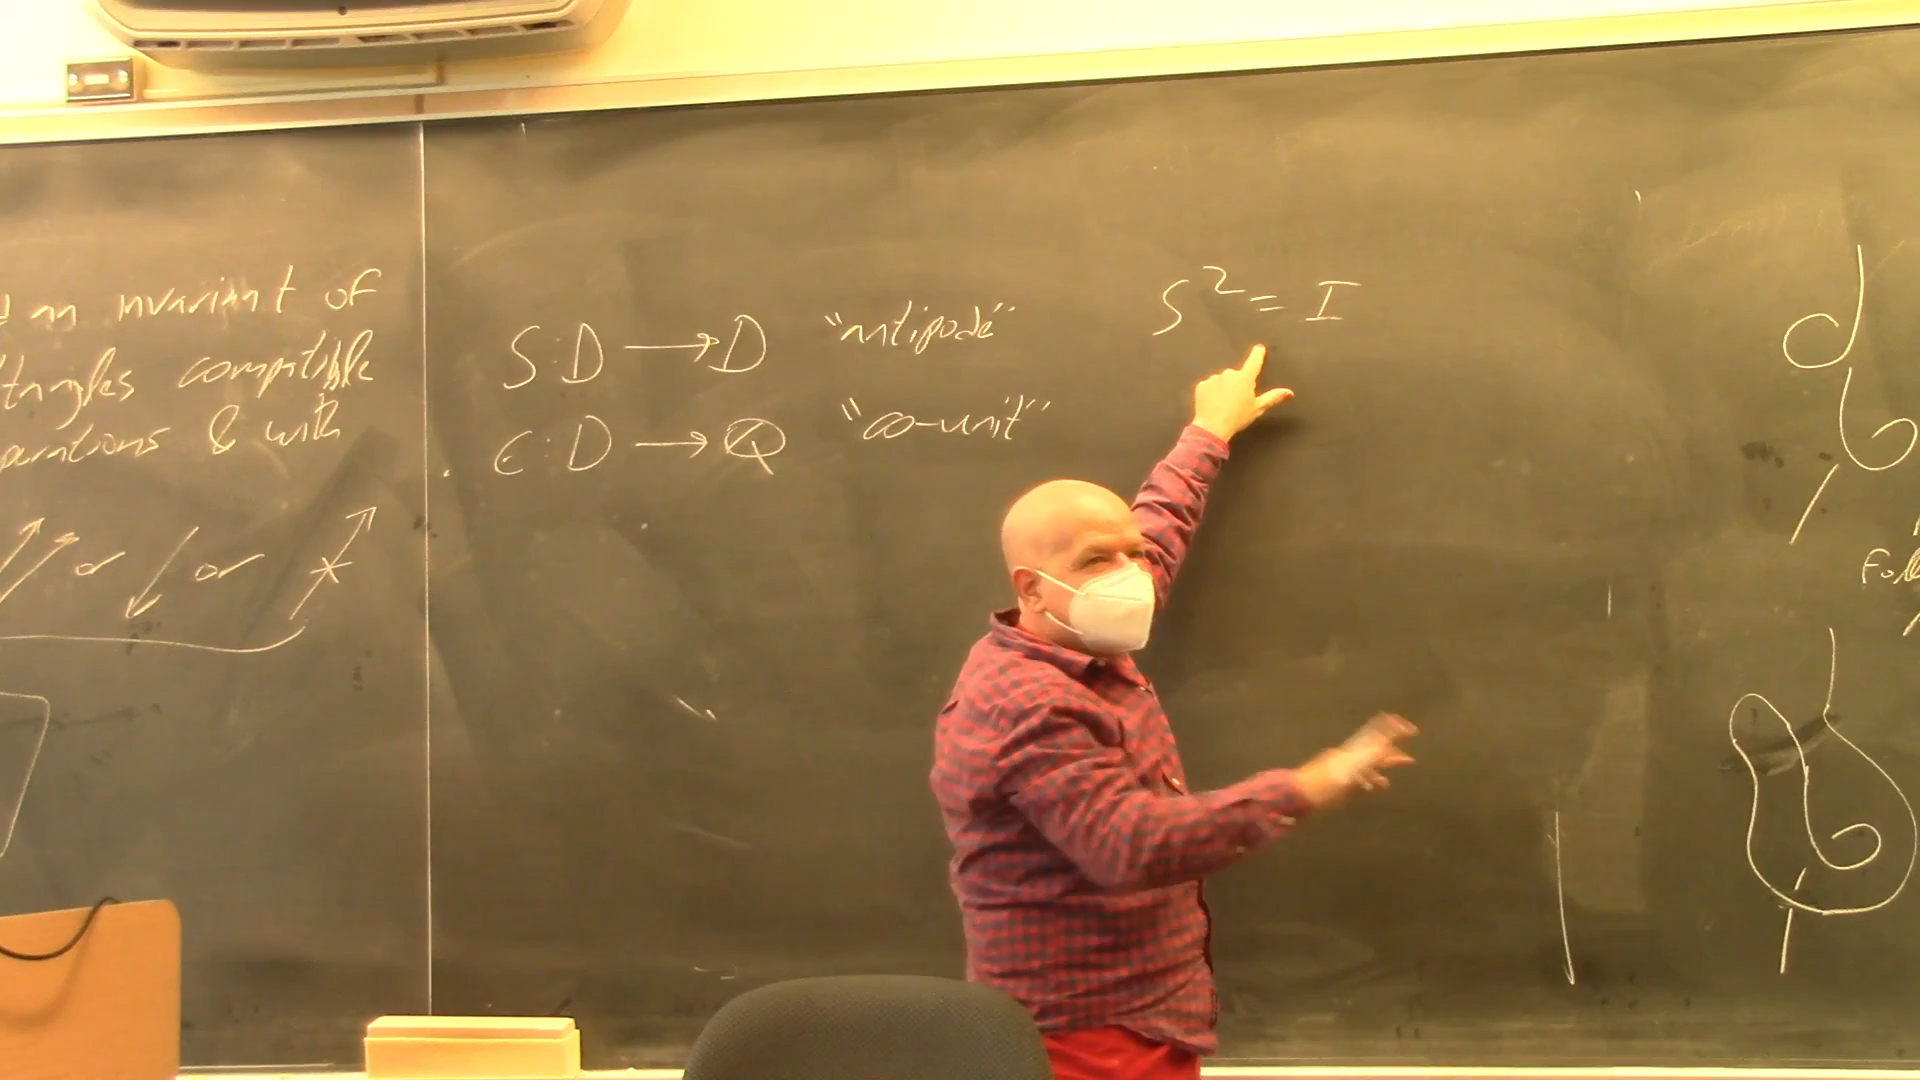 an invariant of
tangles compatible
operations & with
or or
S:D → D "antipode"
ϵ:D → Q "co-unit"
S² = I